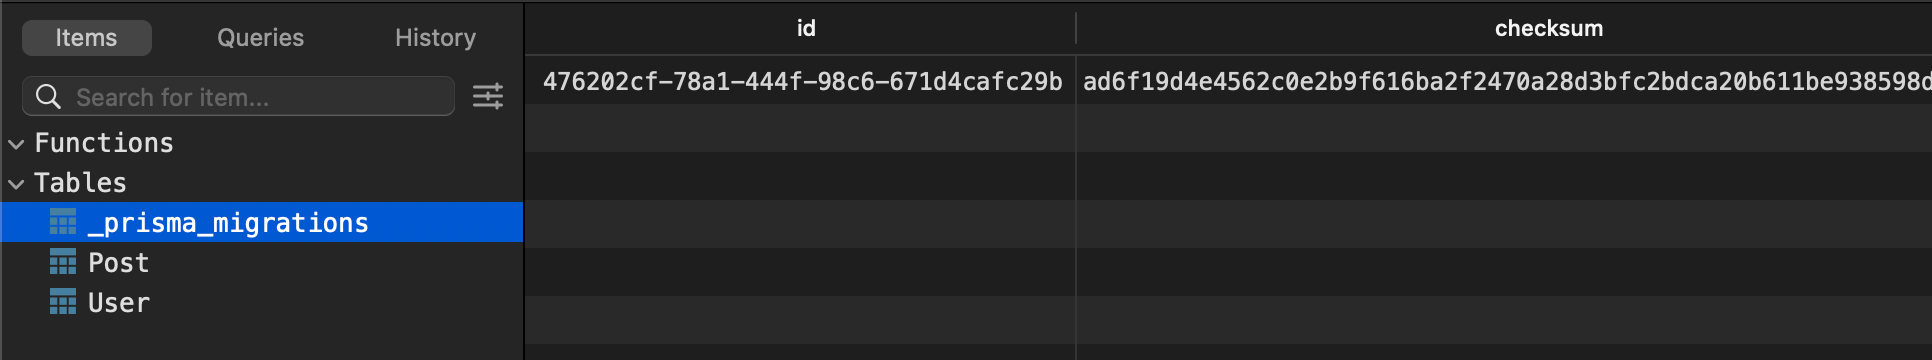 Items Queries History
Search for item...
Functions
Tables
_prisma_migrations
Post
User
id checksum
476202cf-78a1-444f-98c6-671d4cafc29b ad6f19d4e4562c0e2b9f616ba2f2470a28d3bfc2bdca20b611be938598d